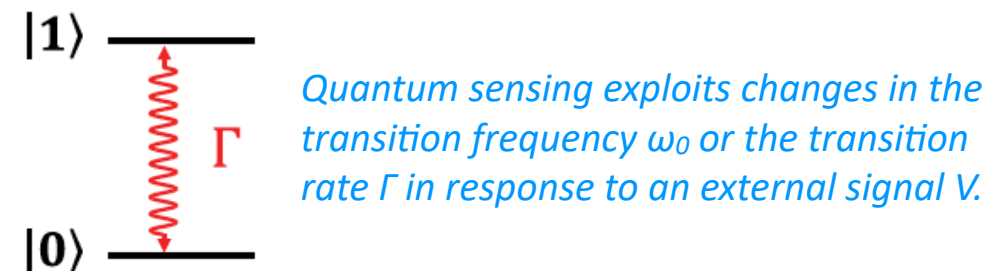 |1⟩
Quantum sensing exploits changes in the
transition frequency ω₀ or the transition
Γ
rate Γ in response to an external signal V.
|0⟩